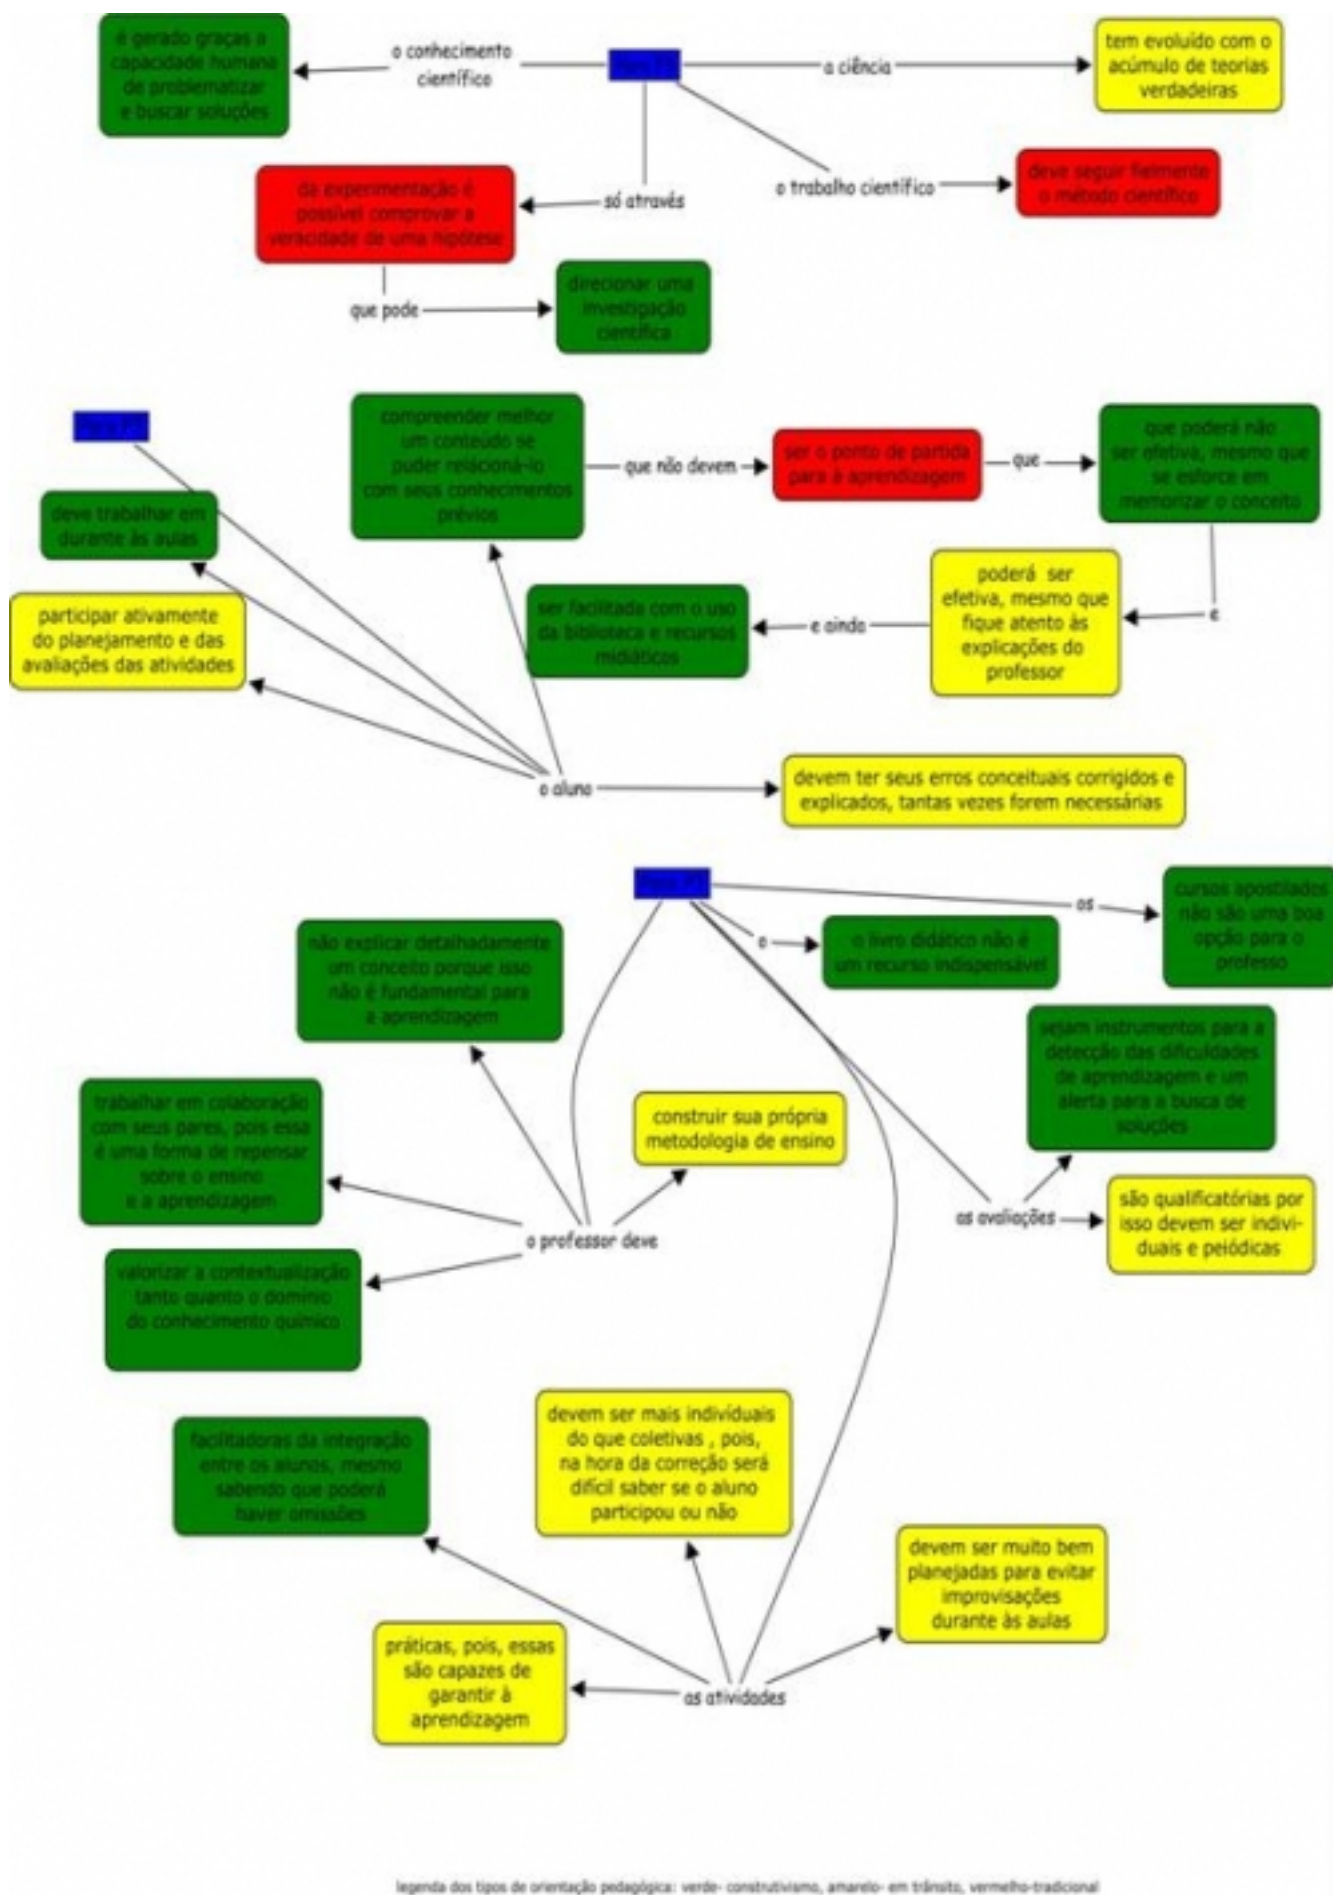 é gerado graças a
capacidade humana
de problematizar
e buscar soluções
o conhecimento
científico
a ciência
tem evoluído com o
acúmulo de teorias
verdadeiras
da experimentação é
possível comprovar a
veracidade de uma hipótese
só através
o trabalho científico
deve seguir fielmente
o método científico
que pode
direcionar uma
investigação
científica
compreender melhor
um conteúdo se
puder relacioná-lo
com seus conhecimentos
prévios
que não devem
ser o ponto de partida
para à aprendizagem
que
que poderá não
ser efetiva, mesmo que
se esforce em
memorizar o conceito
deve trabalhar em
durante às aulas
participar ativamente
do planejamento e das
avaliações das atividades
ser facilitada com o uso
da biblioteca e recursos
midiáticos
e ainda
poderá ser
efetiva, mesmo que
fique atento às
explicações do
professor
e
o aluno
devem ter seus erros conceituais corrigidos e
explicados, tantas vezes forem necessárias
os
cursos apostilados
não são uma boa
opção para o
professo
o
o livro didático não é
um recurso indispensável
não explicar detalhadamente
um conceito porque isso
não é fundamental para
a aprendizagem
sejam instrumentos para a
detecção das dificuldades
de aprendizagem e um
alerta para a busca de
soluções
trabalhar em colaboração
com seus pares, pois essa
é uma forma de repensar
sobre o ensino
e a aprendizagem
construir sua própria
metodologia de ensino
o professor deve
as avaliações
são qualificatórias por
isso devem ser indivi-
duais e peiódicas
valorizar a contextualização
tanto quanto o domínio
do conhecimento químico
facilitadoras da integração
entre os alunos, mesmo
sabendo que poderá
haver omissões
devem ser mais indivíduais
do que coletivas , pois,
na hora da correção será
difícil saber se o aluno
participou ou não
devem ser muito bem
planejadas para evitar
improvisações
durante às aulas
práticas, pois, essas
são capazes de
garantir à
aprendizagem
as atividades
legenda dos tipos de orientação pedagógica: verde- construtivismo, amarelo- em trânsito, vermelho-tradicional